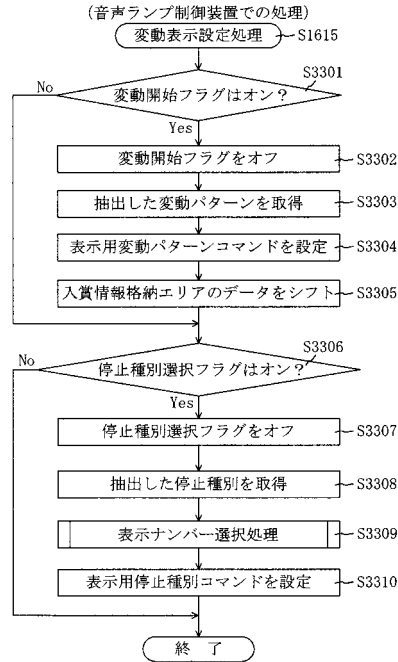 (音声ランプ制御装置での処理)
変動表示設定処理 S1615
S3301
No 変動開始フラグはオン?
Yes
変動開始フラグをオフ S3302
抽出した変動パターンを取得 S3303
表示用変動パターンコマンドを設定 S3304
入賞情報格納エリアのデータをシフト S3305
S3306
No 停止種別選択フラグはオン?
Yes
停止種別選択フラグをオフ S3307
抽出した停止種別を取得 S3308
表示ナンバー選択処理 S3309
表示用停止種別コマンドを設定 S3310
終 了